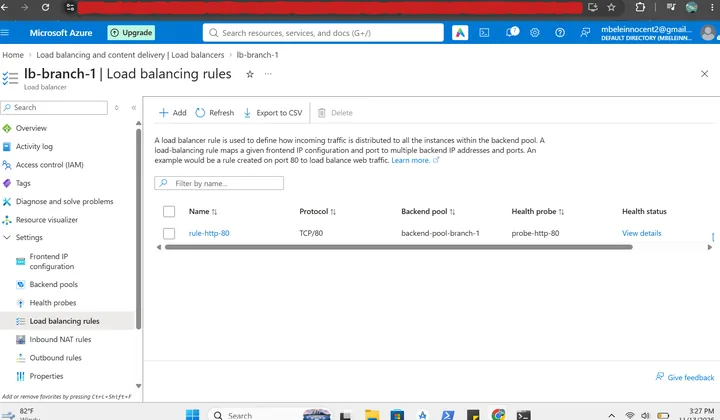 Microsoft Azure
Upgrade
Search resources, services, and docs (G+/)
7
mbeleinnocent2@gmail...
DEFAULT DIRECTORY (MBELEINN...
Home > Load balancing and content delivery | Load balancers > lb-branch-1
lb-branch-1 | Load balancing rules
Load balancer
Search
Add
Refresh
Export to CSV
Delete
Overview
Activity log
Access control (IAM)
Tags
Diagnose and solve problems
Resource visualizer
Settings
Frontend IP
configuration
Backend pools
Health probes
Load balancing rules
Inbound NAT rules
Outbound rules
Properties
Add or remove favorites by pressing Ctrl+Shift+F
A load balancer rule is used to define how incoming traffic is distributed to all the instances within the backend pool. A
load-balancing rule maps a given frontend IP configuration and port to multiple backend IP addresses and ports. An
example would be a rule created on port 80 to load balance web traffic. Learn more.
Filter by name...
Name Protocol Backend pool Health probe Health status
rule-http-80 TCP/80 backend-pool-branch-1 probe-http-80 View details
Give feedback
82°F
Windy
Search
3:27 PM